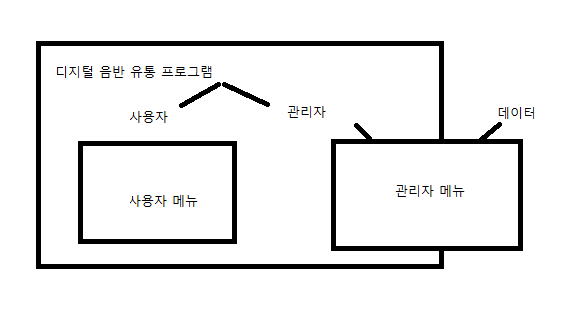 디지털 음반 유통 프로그램
사용자
관리자
데이터
사용자 메뉴
관리자 메뉴